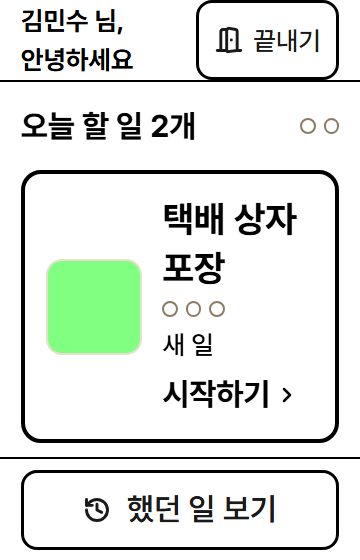 김민수 님,
안녕하세요
끝내기
오늘 할 일 2개
택배 상자
포장
새 일
시작하기
했던 일 보기